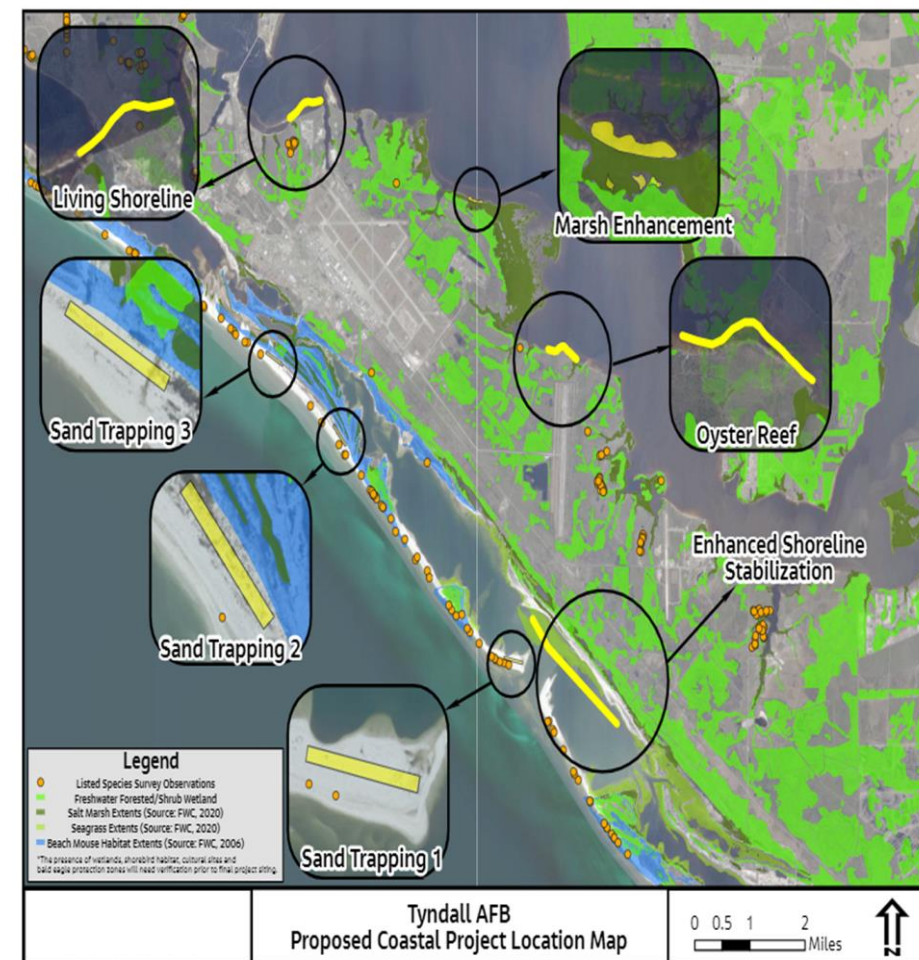 Living Shoreline
Marsh Enhancement
Sand Trapping 3
Oyster Reef
Enhanced Shoreline
Stabilization
Sand Trapping 2
Sand Trapping 1
Legend
Listed Species Survey Observations
Freshwater Forested/Shrub Wetland
Salt Marsh Extents (Source: FWC, 2020)
Seagrass Extents (Source: FWC, 2020)
Beach Mouse Habitat Extents (Source: FWC, 2006)
*The presence of wetlands, shorebird habitat, cultural sites and
bald eagle protection zones will need verification prior to final project siting.
Tyndall AFB
Proposed Coastal Project Location Map
0 0.5 1 2
Miles
N